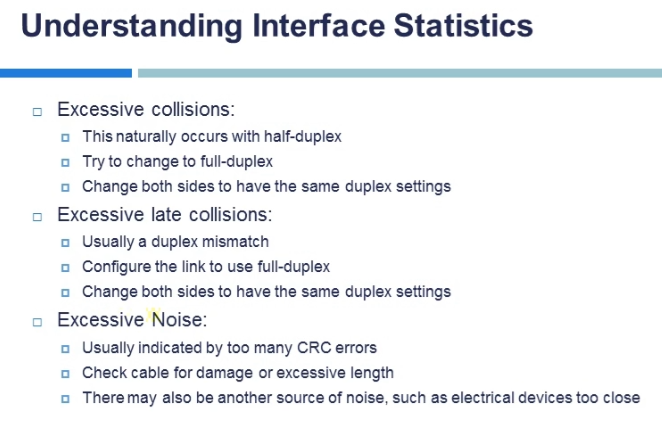 Understanding Interface Statistics
Excessive collisions:
This naturally occurs with half-duplex
Try to change to full-duplex
Change both sides to have the same duplex settings
Excessive late collisions:
Usually a duplex mismatch
Configure the link to use full-duplex
Change both sides to have the same duplex settings
Excessive Noise:
Usually indicated by too many CRC errors
Check cable for damage or excessive length
There may also be another source of noise, such as electrical devices too close